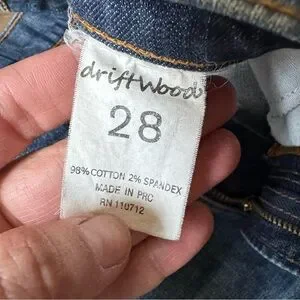 driftwood
28
98% COTTON 2% SPANDEX
MADE IN PRC
RN 110712